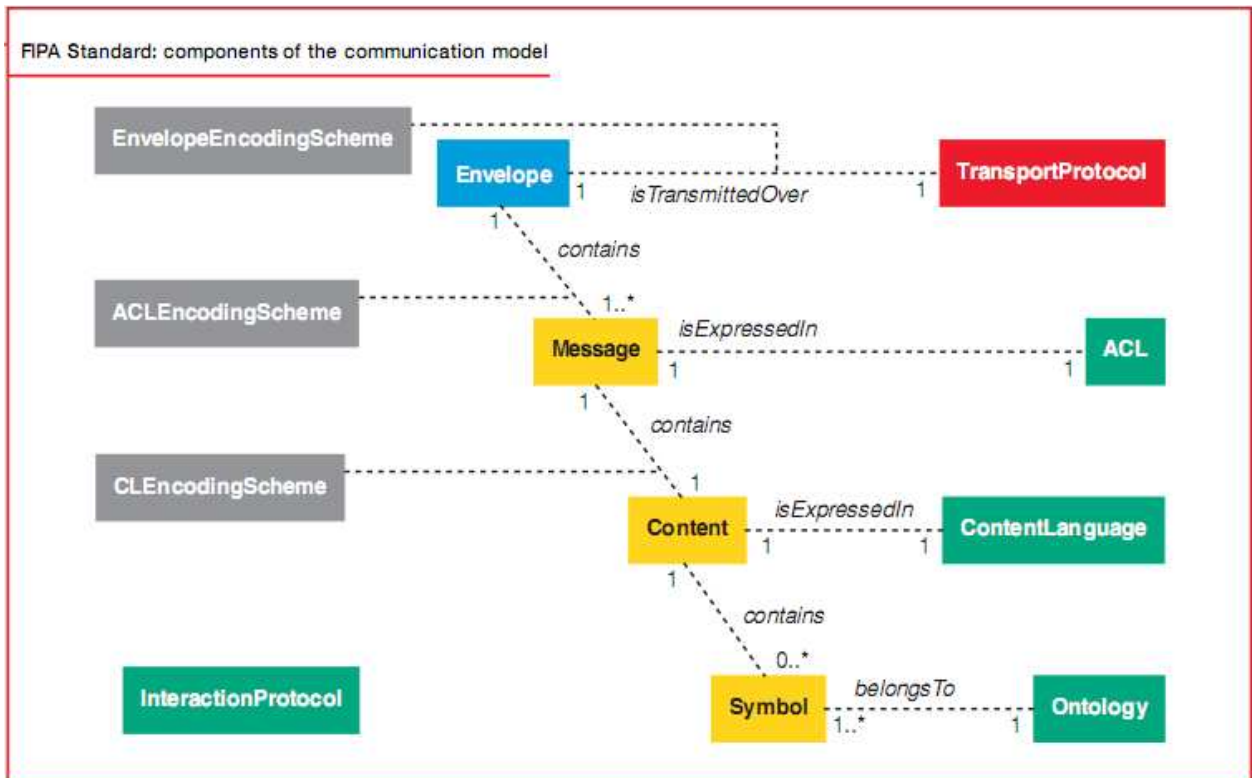 FIPA Standard: components of the communication model
EnvelopeEncodingScheme
Envelope
TransportProtocol
1
isTransmittedOver
1
1
contains
ACLEncodingScheme
1..*
isExpressedIn
Message
ACL
1
1
1
contains
CLEncodingScheme
1
isExpressedIn
Content
ContentLanguage
1
1
1
contains
0..*
InteractionProtocol
belongsTo
Symbol
Ontology
1..*
1